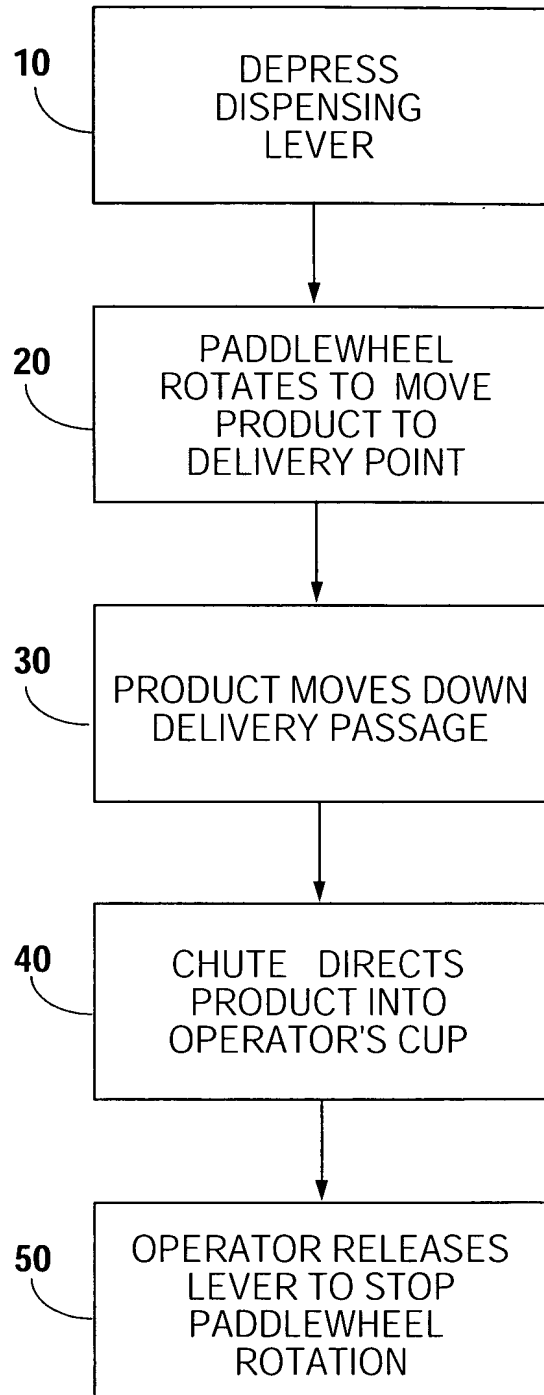 10
DEPRESS
DISPENSING
LEVER
20
PADDLEWHEEL
ROTATES TO MOVE
PRODUCT TO
DELIVERY POINT
30
PRODUCT MOVES DOWN
DELIVERY PASSAGE
40
CHUTE DIRECTS
PRODUCT INTO
OPERATOR'S CUP
50
OPERATOR RELEASES
LEVER TO STOP
PADDLEWHEEL
ROTATION